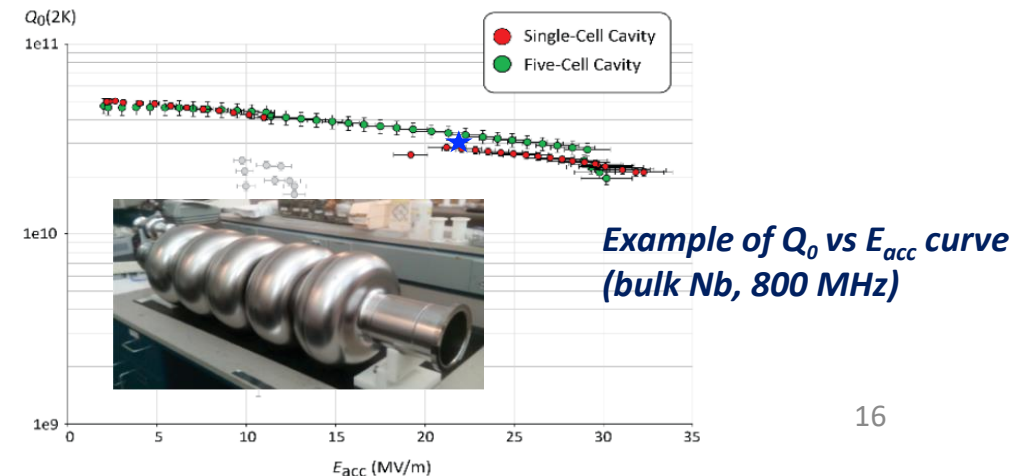 Q₀(2K)
1e11
Single-Cell Cavity
Five-Cell Cavity
1e10
Example of Q₀ vs Eacc curve
(bulk Nb, 800 MHz)
1e9
0 5 10 15 20 25 30 35
Eacc (MV/m)
16